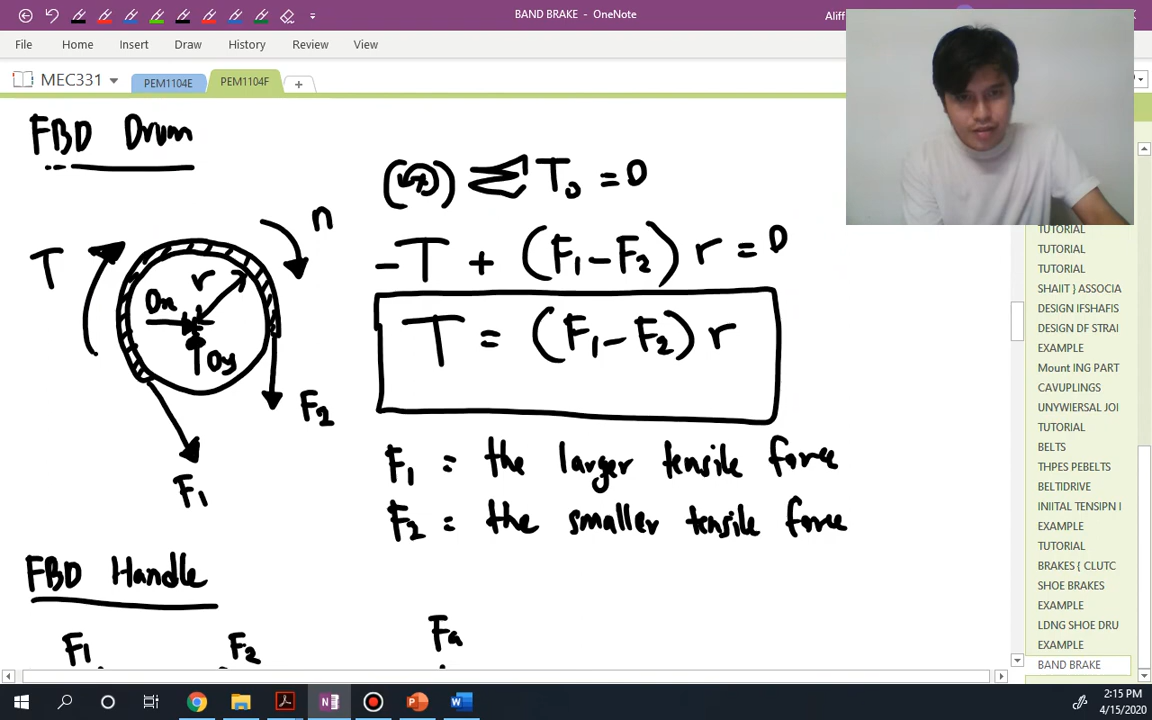 BAND BRAKE - OneNote
Aliff
File Home Insert Draw History Review View
MEC331
PEM1104E
PEM1104F
FBD Drum
T
n
r
Ox
Oy
F2
F1
ΣTo = 0
-T + (F1-F2) r = 0
T = (F1-F2) r
F1 = the larger tensile force
F2 = the smaller tensile force
FBD Handle
F1
F2
Fa
TUTORIAL
TUTORIAL
TUTORIAL
SHAIIT } ASSOCIA
DESIGN IFSHAFIS
DESIGN DF STRAI
EXAMPLE
Mount ING PART
CAVUPLINGS
UNYWIERSAL JOI
TUTORIAL
BELTS
THPES PEBELTS
BELTIDRIVE
INIITAL TENSIPN I
EXAMPLE
TUTORIAL
BRAKES { CLUTC
SHOE BRAKES
EXAMPLE
LDNG SHOE DRU
EXAMPLE
BAND BRAKE
2:15 PM
4/15/2020